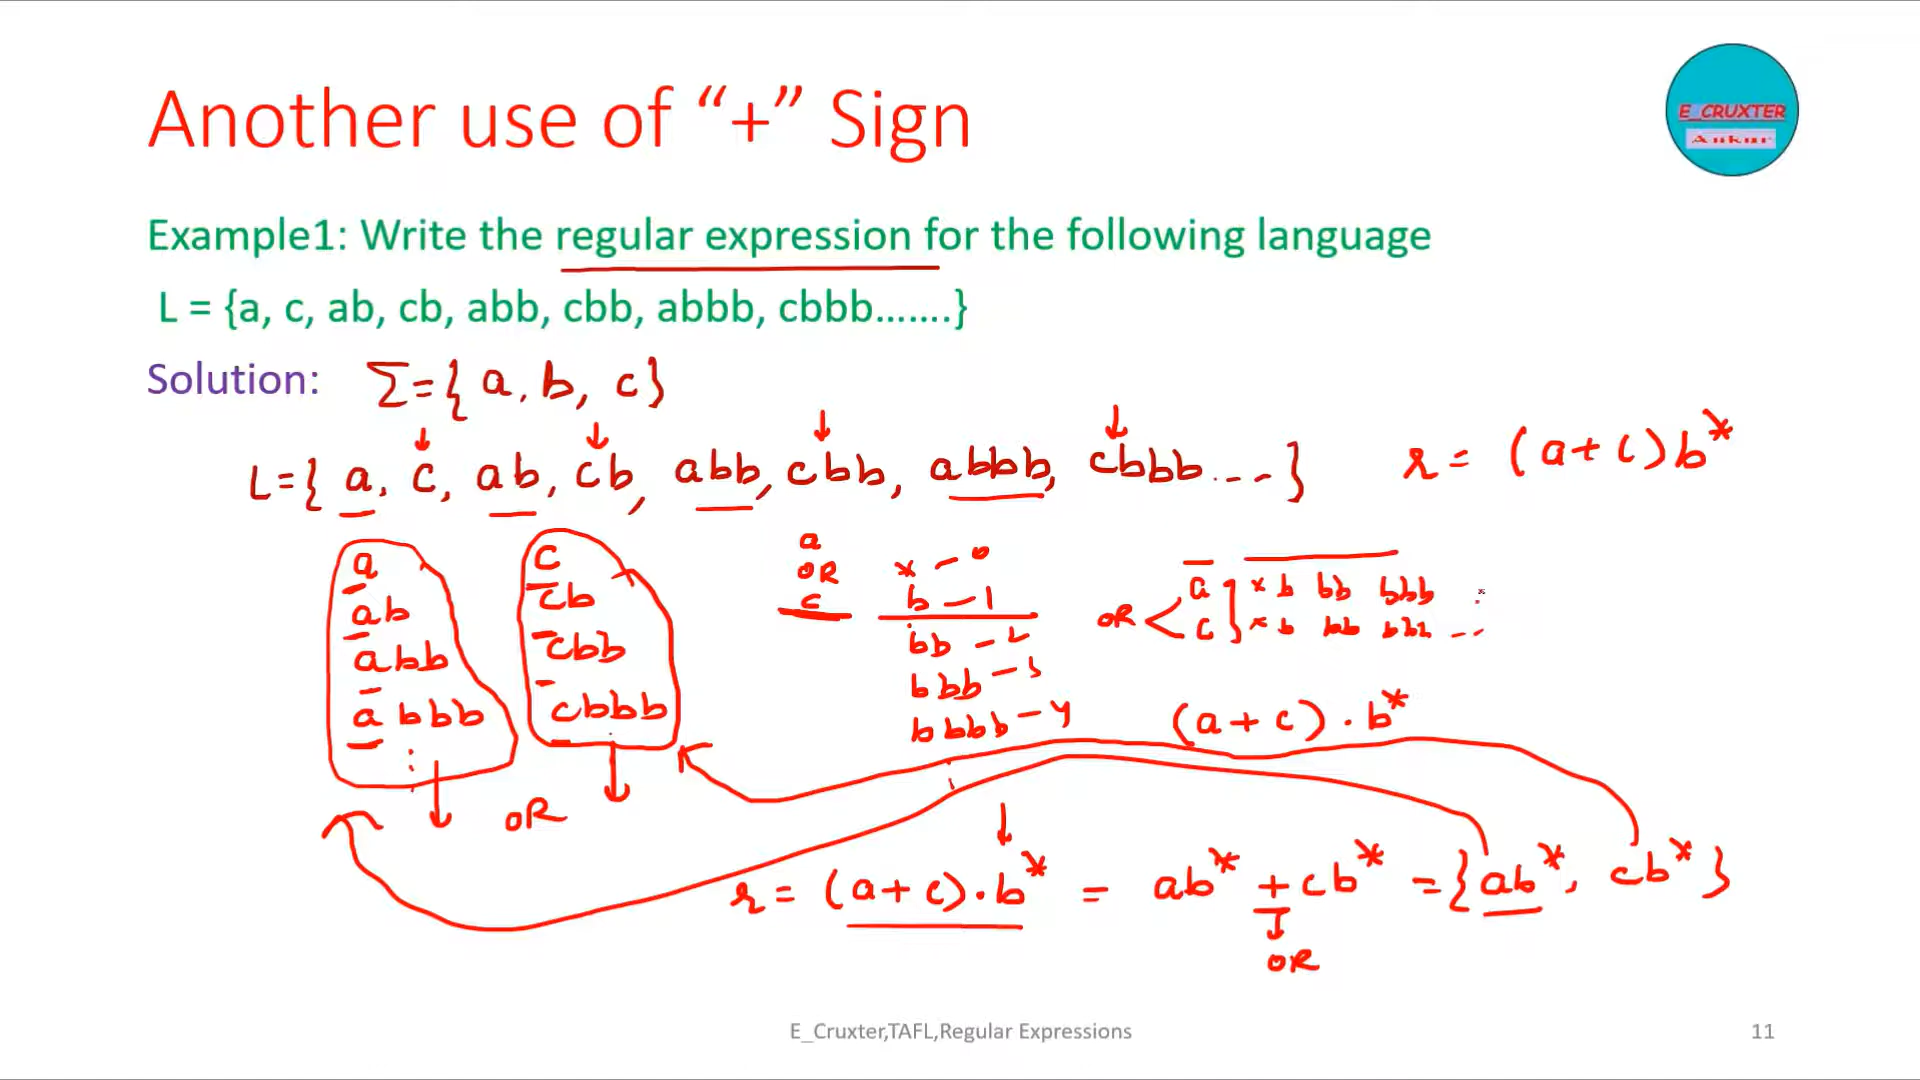 Another use of “+” Sign
E_CRUXTER
Ankur
Example1: Write the regular expression for the following language
L = {a, c, ab, cb, abb, cbb, abbb, cbbb…….}
Solution: Σ={ a, b, c}
L={ a, c, ab, cb, abb, cbb, abbb, cbbb...- }
r = (a+c)b*
a
ab
abb
abbb
c
cb
cbb
cbbb
OR
a
OR
c
* - 0
b - 1
bb - 2
bbb - 3
bbbb - 4
OR < a
c
* b bb bbb
* b bb bbb --
(a+c).b*
r = (a+c).b* = ab* + cb* = {ab*, cb*}
OR
E_Cruxter,TAFL,Regular Expressions
11